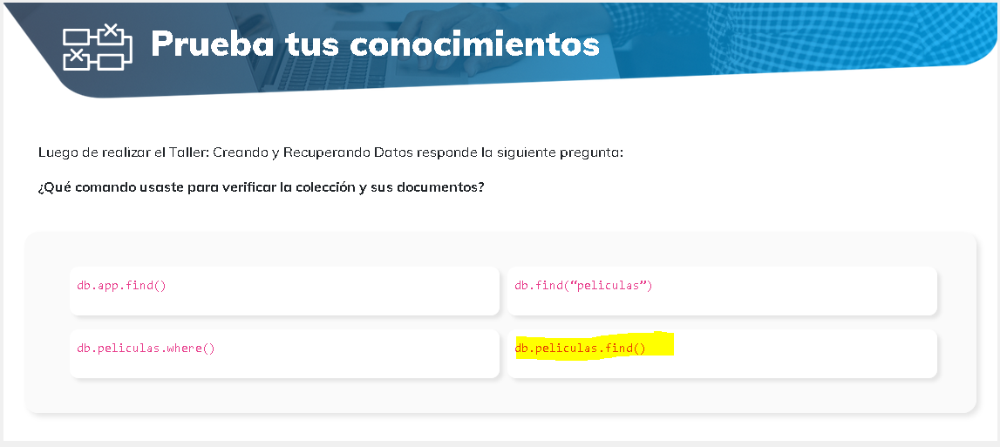 Prueba tus conocimientos
Luego de realizar el Taller: Creando y Recuperando Datos responde la siguiente pregunta:
¿Qué comando usaste para verificar la colección y sus documentos?
db.app.find()
db.find(“peliculas”)
db.peliculas.where()
db.peliculas.find()